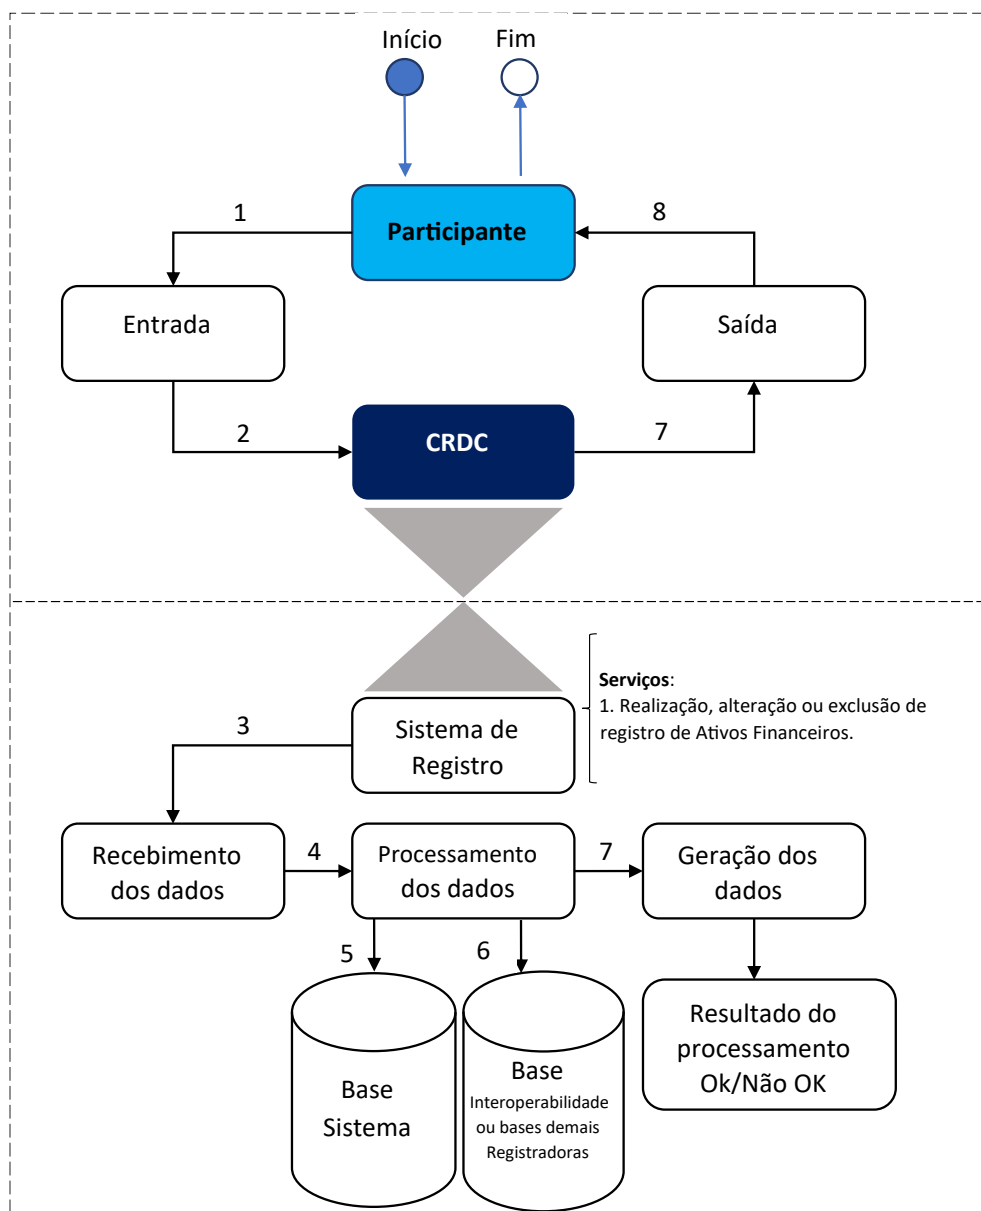 Início
Fim
Participante
1
8
Entrada
Saída
2
CRDC
7
Serviços:
1. Realização, alteração ou exclusão de
registro de Ativos Financeiros.
3
Sistema de
Registro
Recebimento
dos dados
4
Processamento
dos dados
7
Geração dos
dados
5
6
Base
Sistema
Base
Interoperabilidade
ou bases demais
Registradoras
Resultado do
processamento
Ok/Não OK